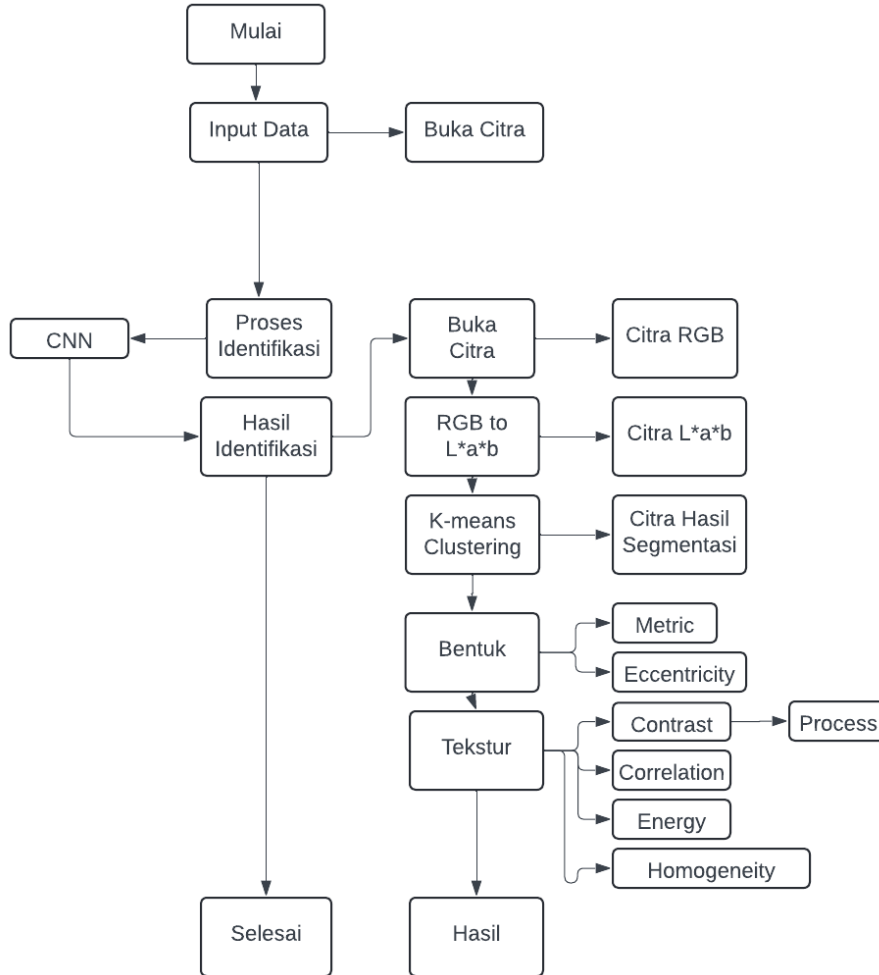 Mulai
Input Data
Buka Citra
Proses
Identifikasi
CNN
Buka
Citra
Citra RGB
Hasil
Identifikasi
RGB to
L*a*b
Citra L*a*b
K-means
Clustering
Citra Hasil
Segmentasi
Bentuk
Metric
Eccentricity
Tekstur
Contrast
Process
Correlation
Energy
Homogeneity
Selesai
Hasil